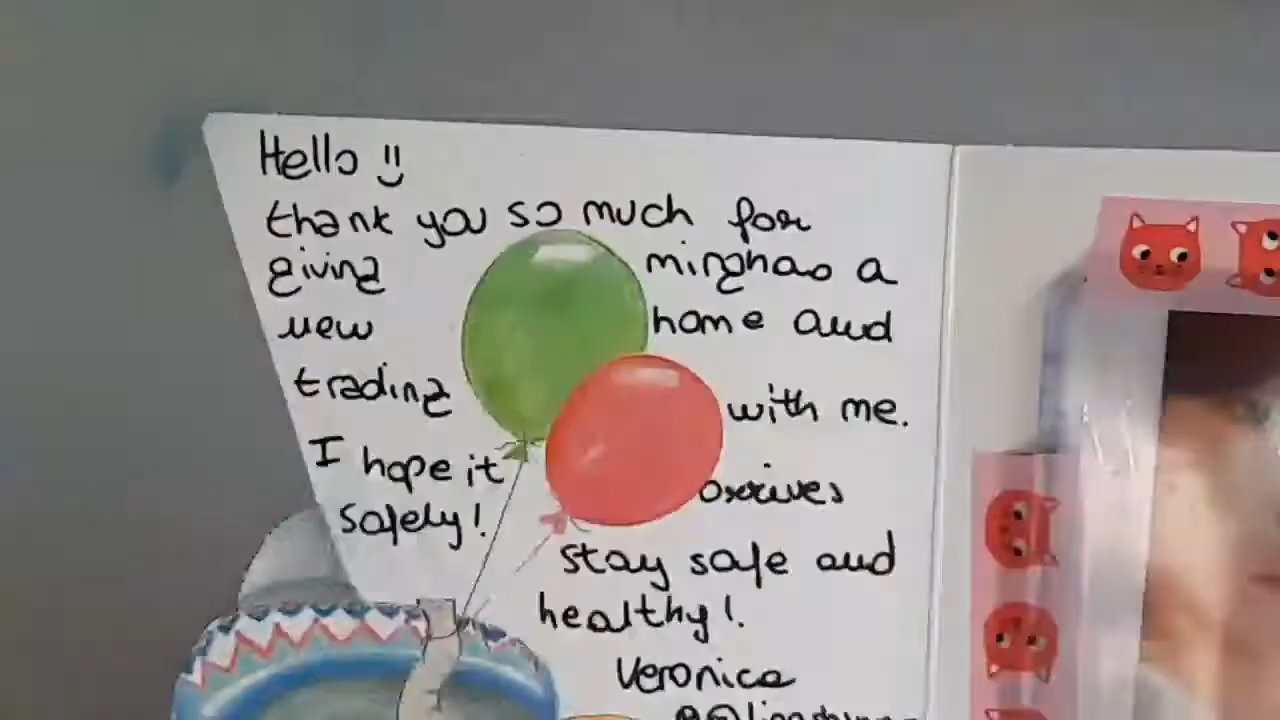 Hello
thank you so much for
giving minghao a
new home and
trading with me.
I hope it arrives
safely!
stay safe and
healthy!
Veronica